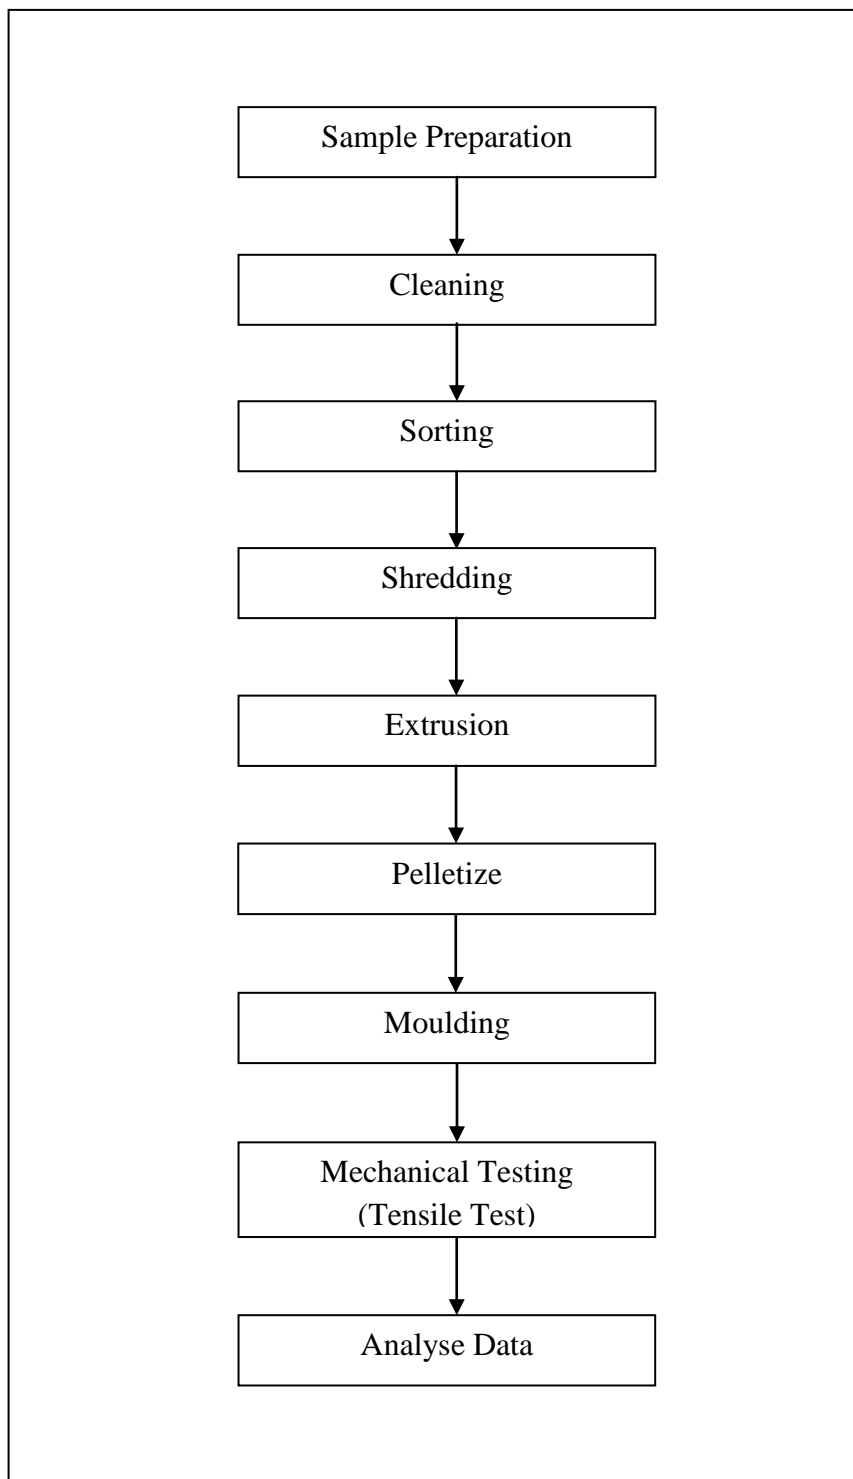 Sample Preparation
Cleaning
Sorting
Shredding
Extrusion
Pelletize
Moulding
Mechanical Testing
(Tensile Test)
Analyse Data